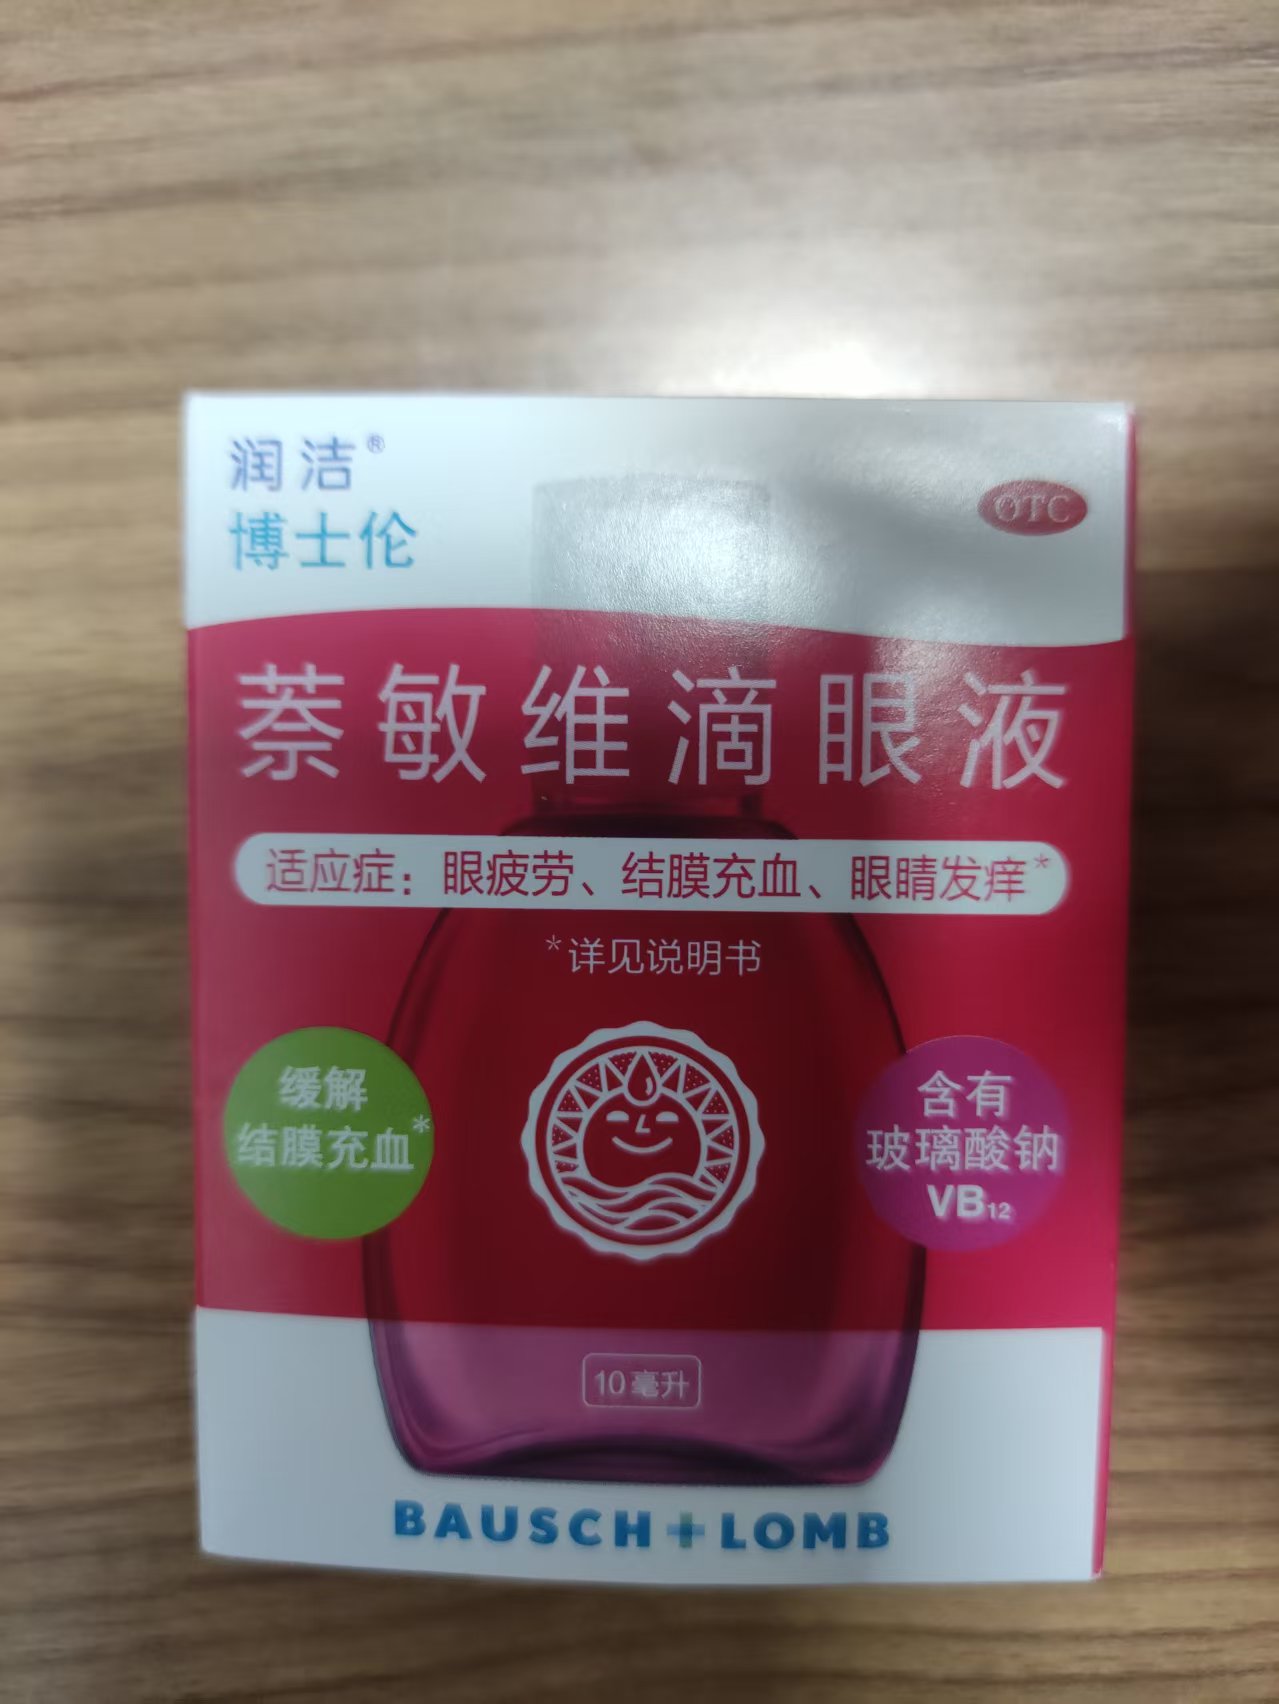 润洁®
博士伦
OTC
萘敏维滴眼液
适应症：眼疲劳、结膜充血、眼睛发痒*
*详见说明书
缓解
结膜充血*
含有
玻璃酸钠
VB₁₂
10毫升
BAUSCH+LOMB